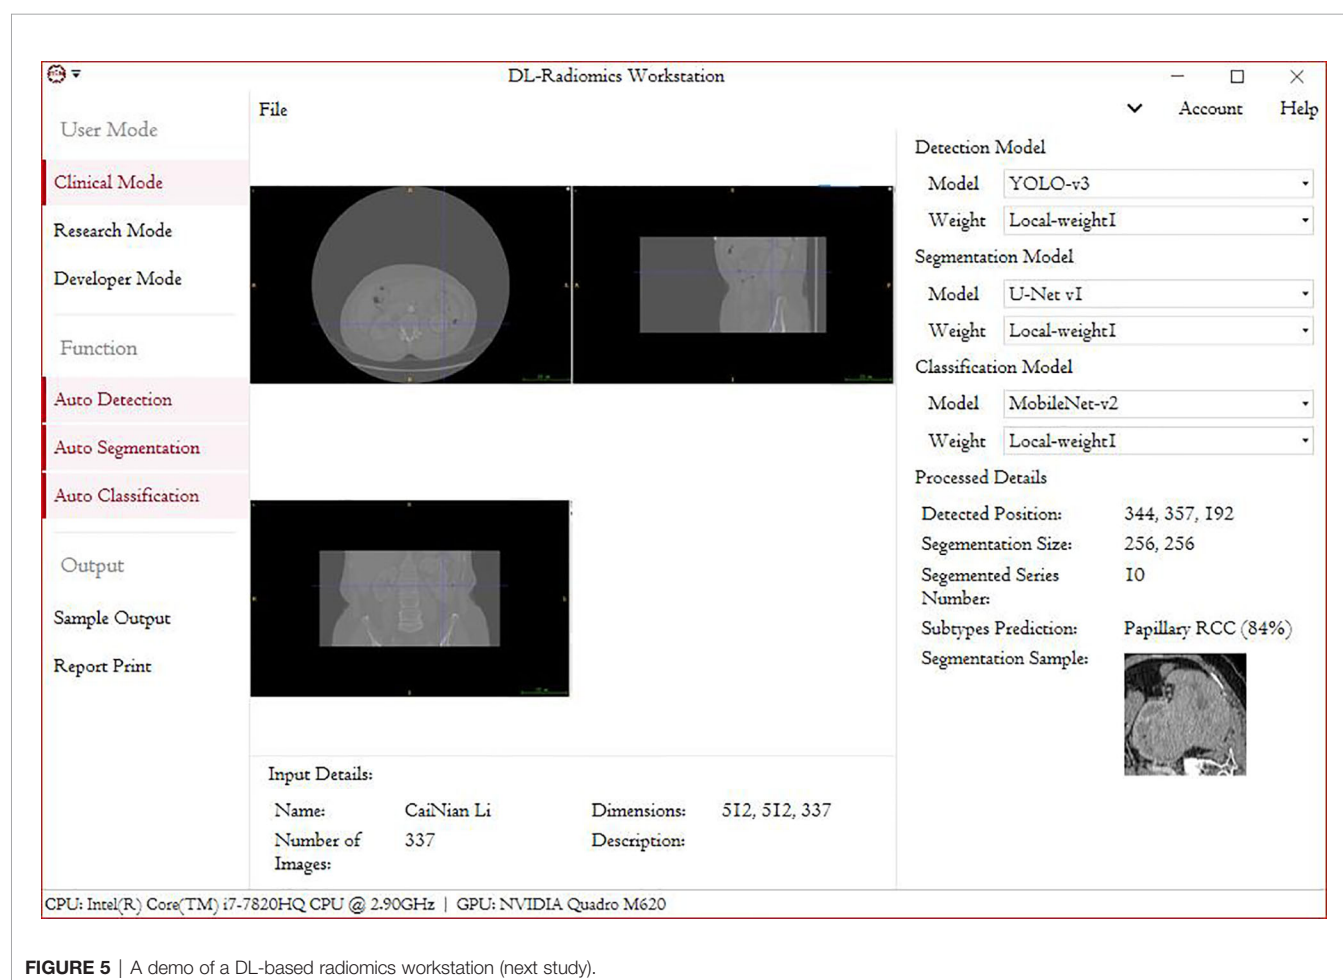 DL-Radiomics Workstation
File
Account
Help
User Mode
Clinical Mode
Research Mode
Developer Mode
Function
Auto Detection
Auto Segmentation
Auto Classification
Output
Sample Output
Report Print
Detection Model
Model YOLO-v3
Weight Local-weight1
Segmentation Model
Model U-Net v1
Weight Local-weight1
Classification Model
Model MobileNet-v2
Weight Local-weight1
Processed Details
Detected Position: 344, 357, 192
Segementation Size: 256, 256
Segemented Series 10
Number:
Subtypes Prediction: Papillary RCC (84%)
Segmentation Sample:
Input Details:
Name: CaiNian Li Dimensions: 512, 512, 337
Number of 337 Description:
Images:
CPU: Intel(R) Core(TM) i7-7820HQ CPU @ 2.90GHz | GPU: NVIDIA Quadro M620
FIGURE 5 | A demo of a DL-based radiomics workstation (next study).